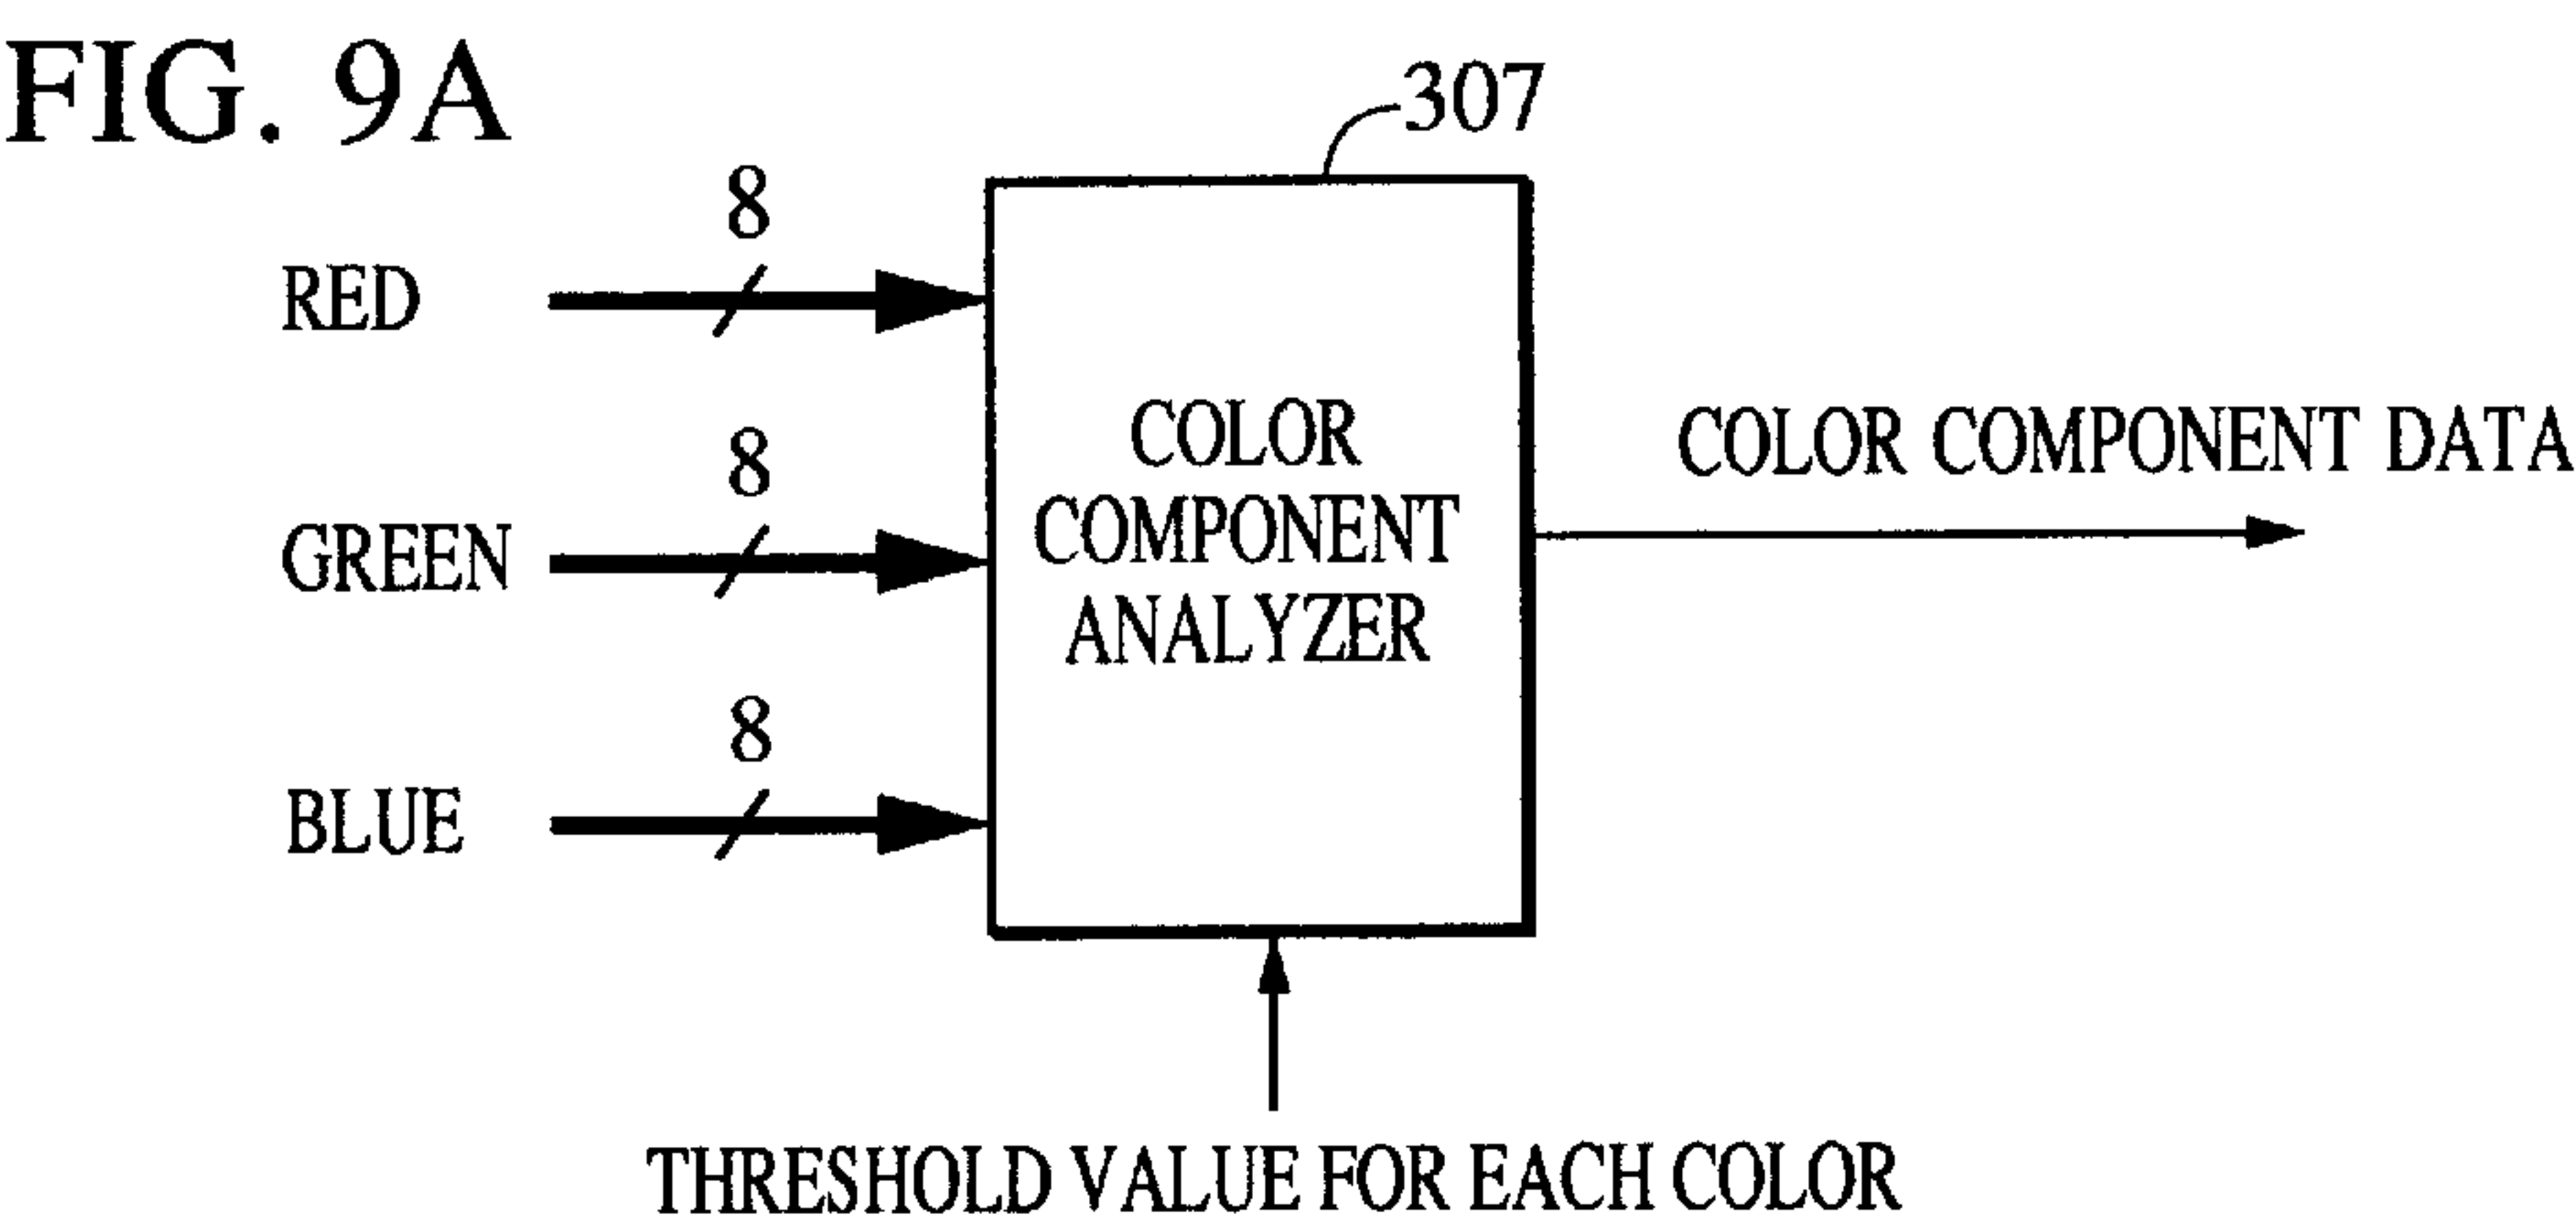 FIG. 9A
307
8
RED
8
GREEN
8
BLUE
COLOR
COMPONENT
ANALYZER
COLOR COMPONENT DATA
THRESHOLD VALUE FOR EACH COLOR